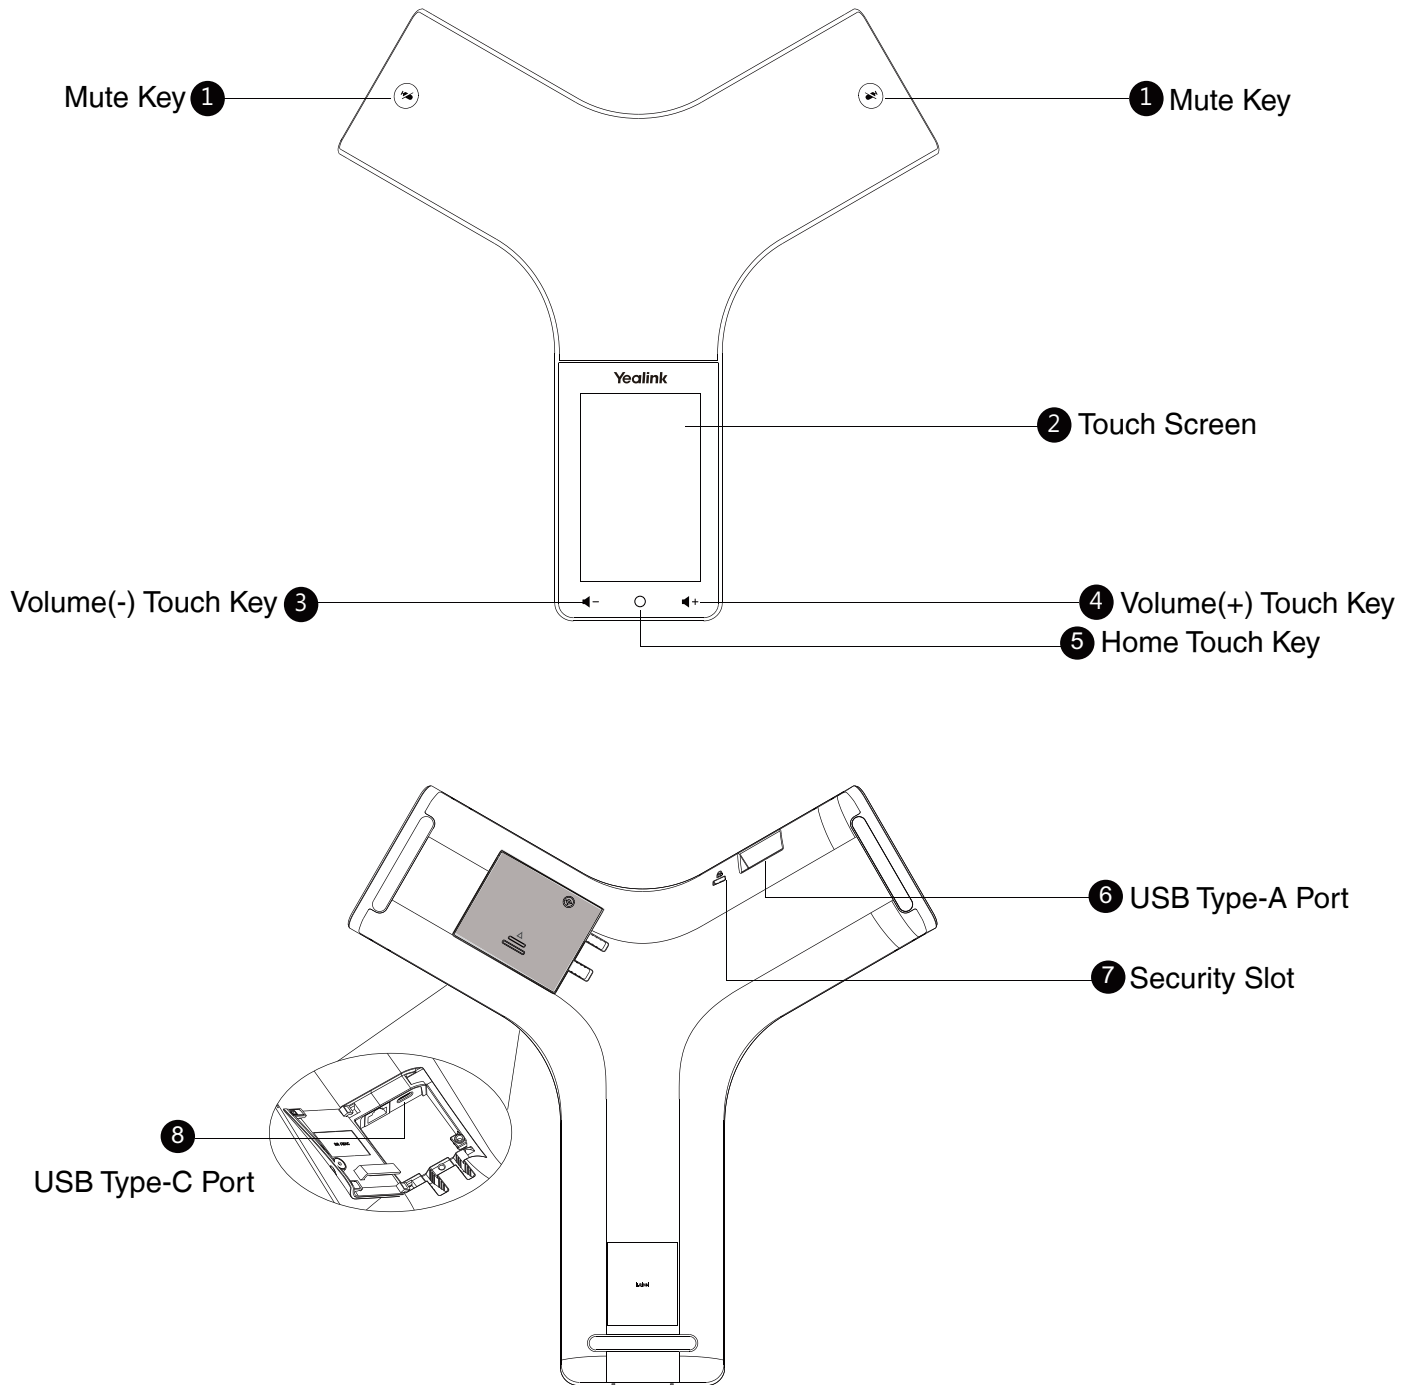 Mute Key 1
1 Mute Key
Yealink
2 Touch Screen
Volume(-) Touch Key 3
4 Volume(+) Touch Key
5 Home Touch Key
6 USB Type-A Port
7 Security Slot
8
USB Type-C Port